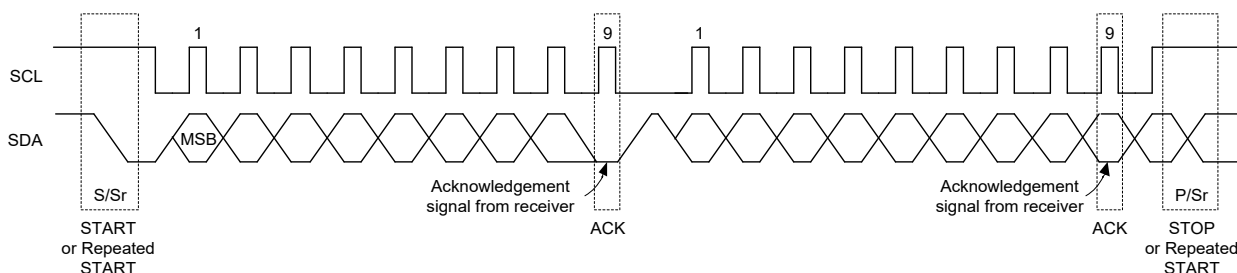 1
9
1
9
SCL
SDA
MSB
S/Sr
Acknowledgement
signal from receiver
Acknowledgement
signal from receiver
P/Sr
START
or Repeated
START
ACK
ACK
STOP
or Repeated
START